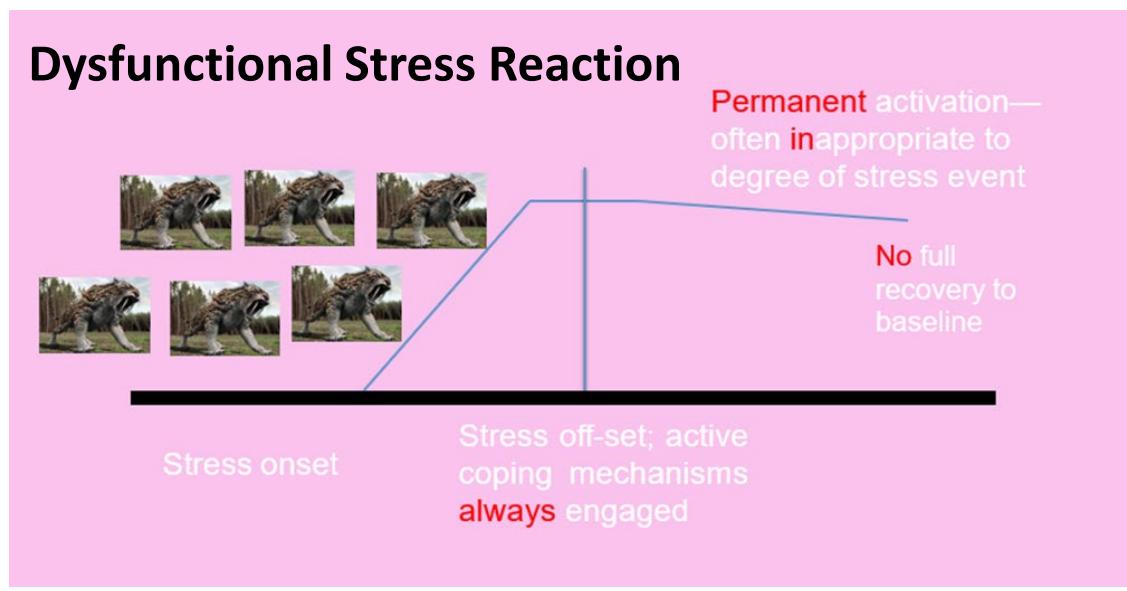 Dysfunctional Stress Reaction
Permanent activation—
often inappropriate to
degree of stress event
No full
recovery to
baseline
Stress onset
Stress off-set; active
coping mechanisms
always engaged